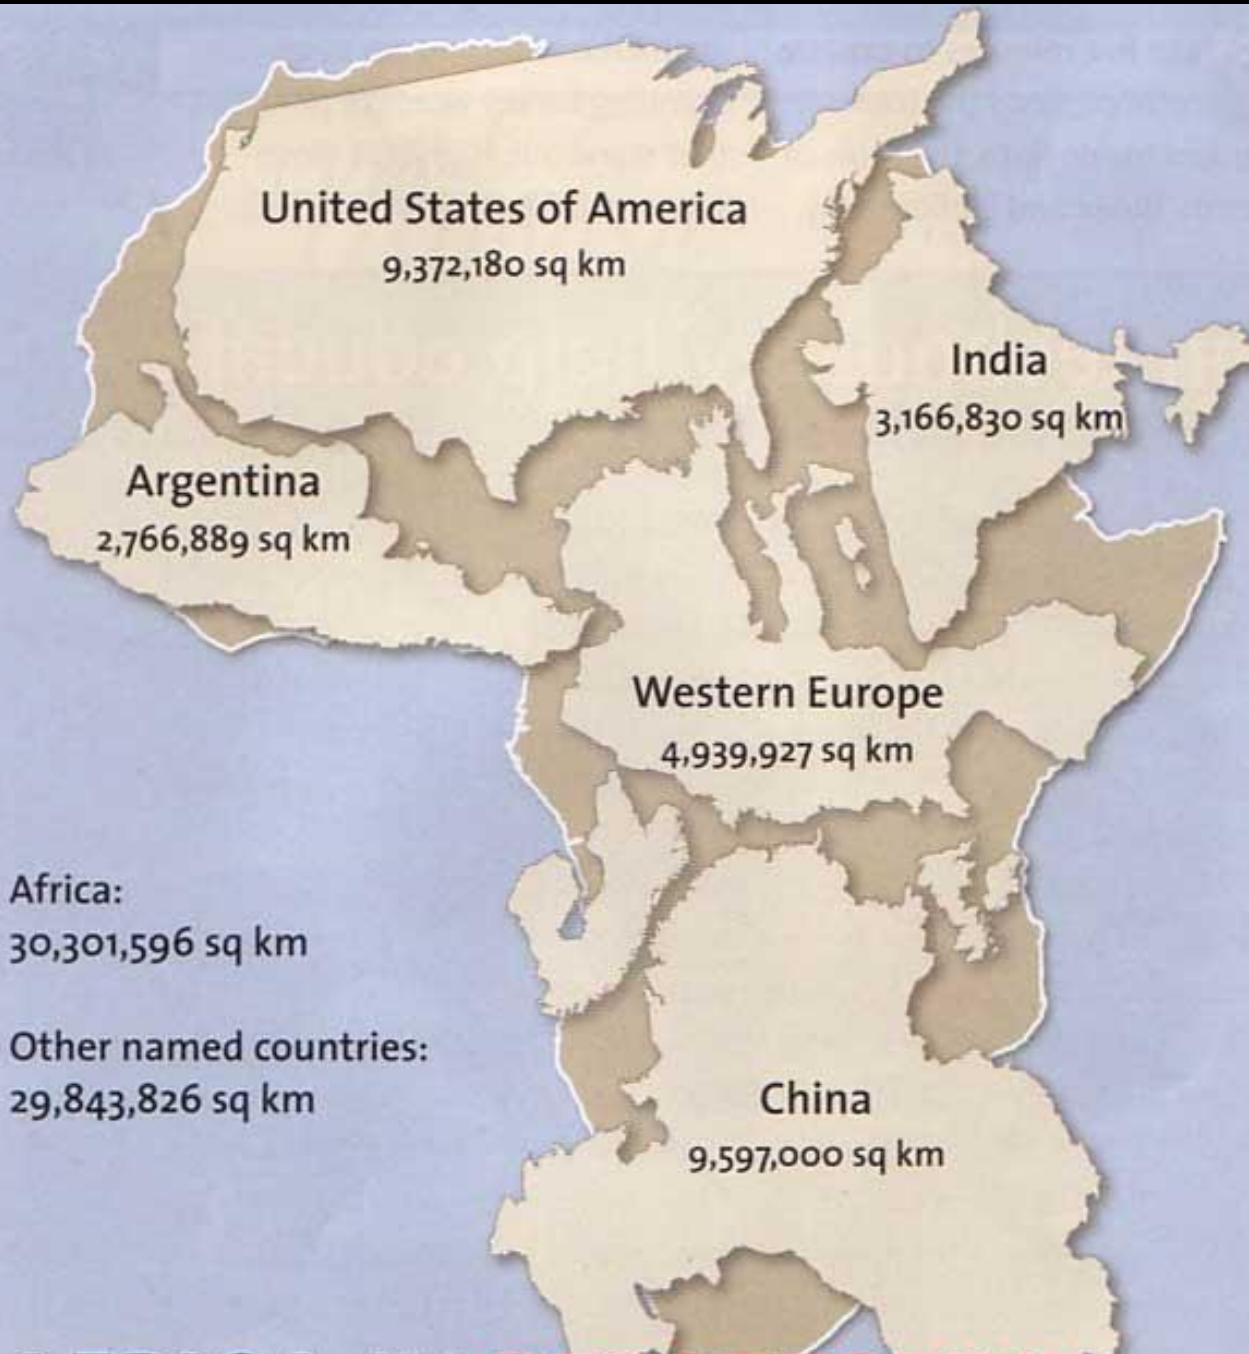 United States of America
9,372,180 sq km
India
3,166,830 sq km
Argentina
2,766,889 sq km
Western Europe
4,939,927 sq km
Africa:
30,301,596 sq km
Other named countries:
29,843,826 sq km
China
9,597,000 sq km